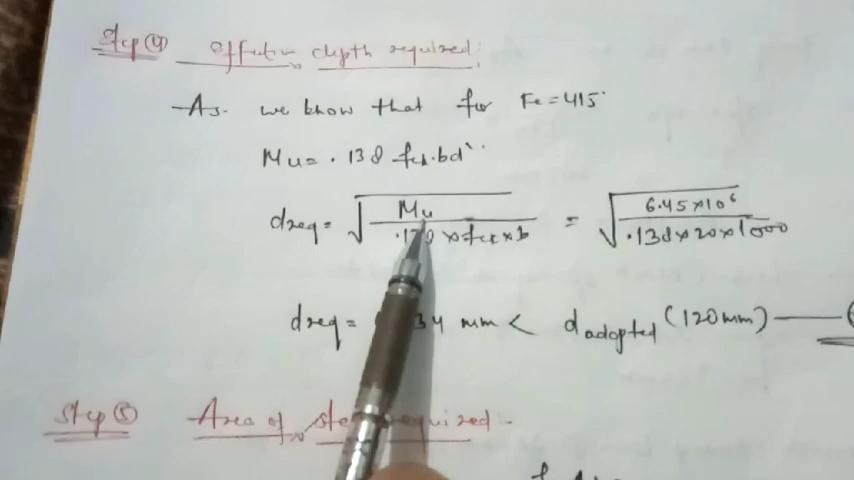 Step (4) Effective depth required:
As. we know that for Fe = 415
Mu = .138 fck.bd²
dreq = √ Mu / .138 × fck × b = √ 6.45×10⁶ / .138×20×1000
dreq = 34 mm < d adopted (120mm) —
Step (5) Area of steel required :-